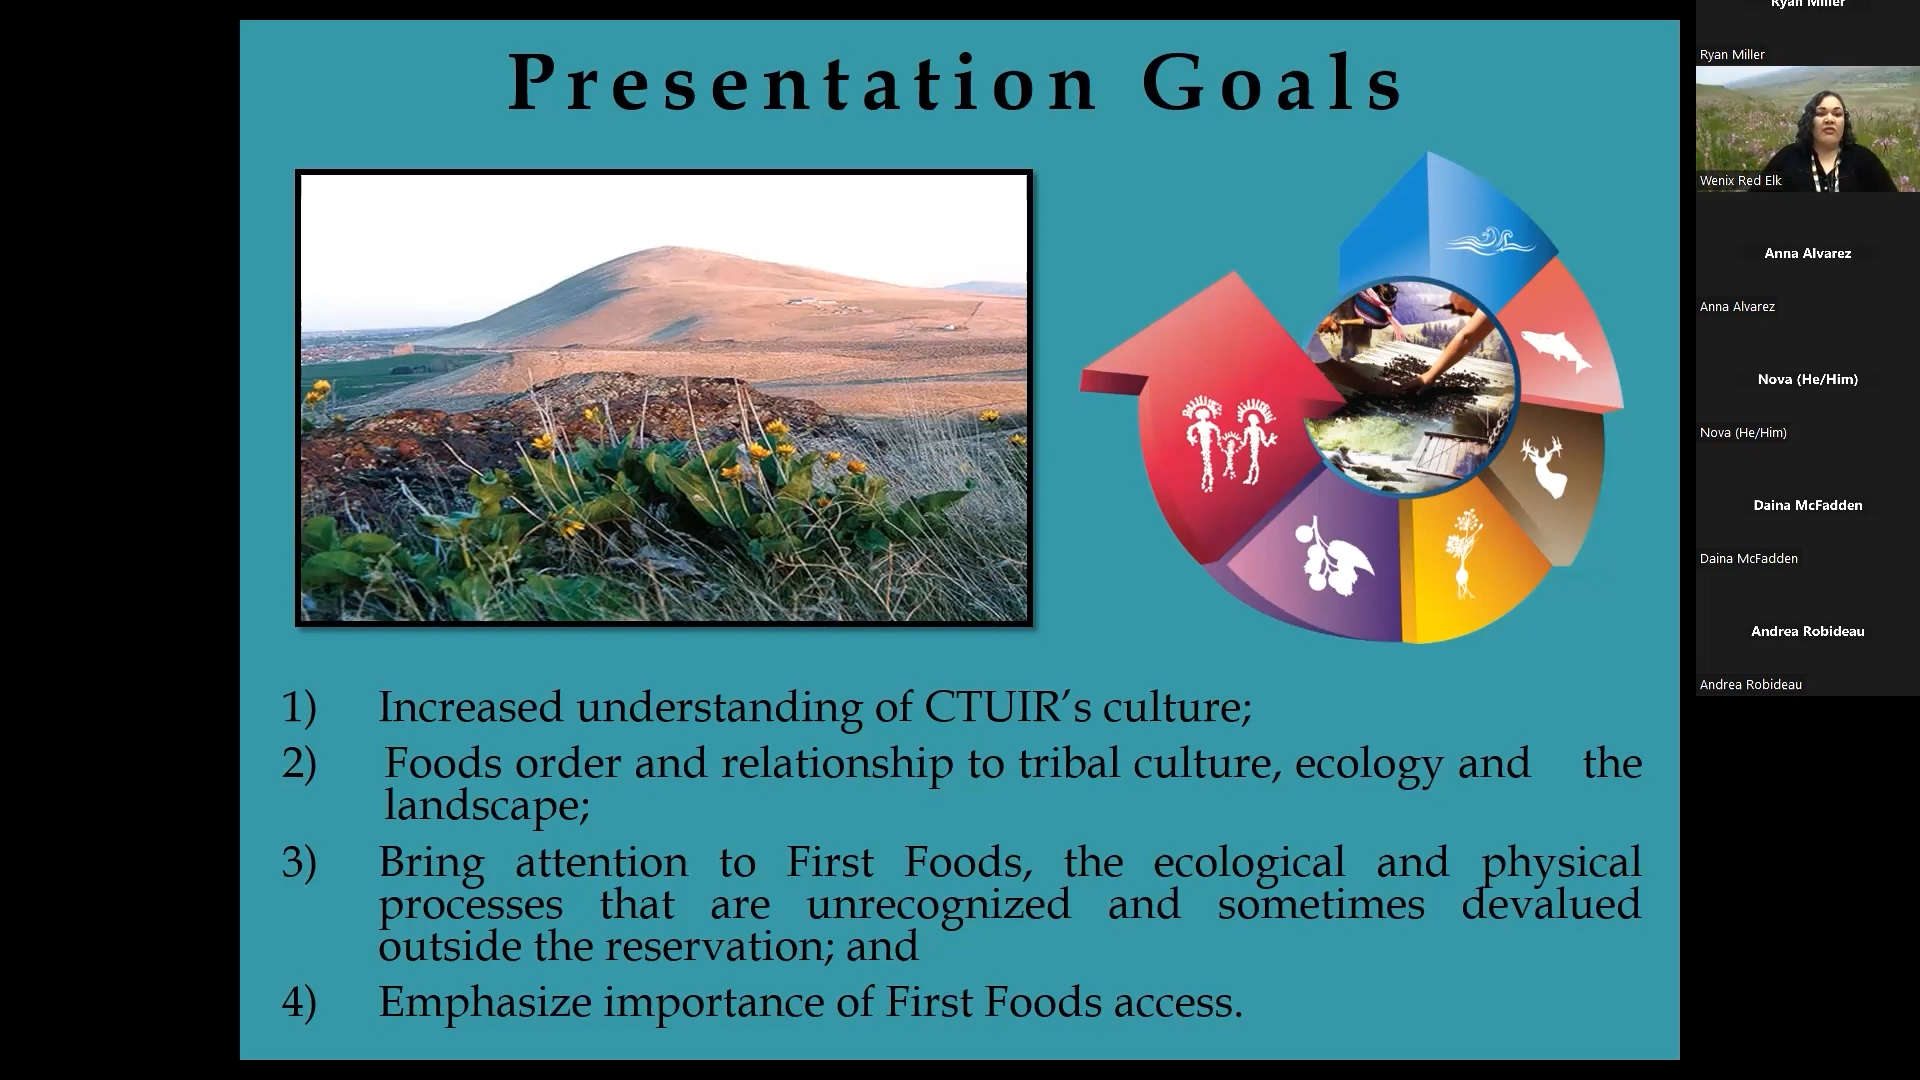 Presentation Goals
1) Increased understanding of CTUIR’s culture;
2) Foods order and relationship to tribal culture, ecology and the
landscape;
3) Bring attention to First Foods, the ecological and physical
processes that are unrecognized and sometimes devalued
outside the reservation; and
4) Emphasize importance of First Foods access.
Ryan Miller
Ryan Miller
Wenix Red Elk
Anna Alvarez
Anna Alvarez
Nova (He/Him)
Nova (He/Him)
Daina McFadden
Daina McFadden
Andrea Robideau
Andrea Robideau